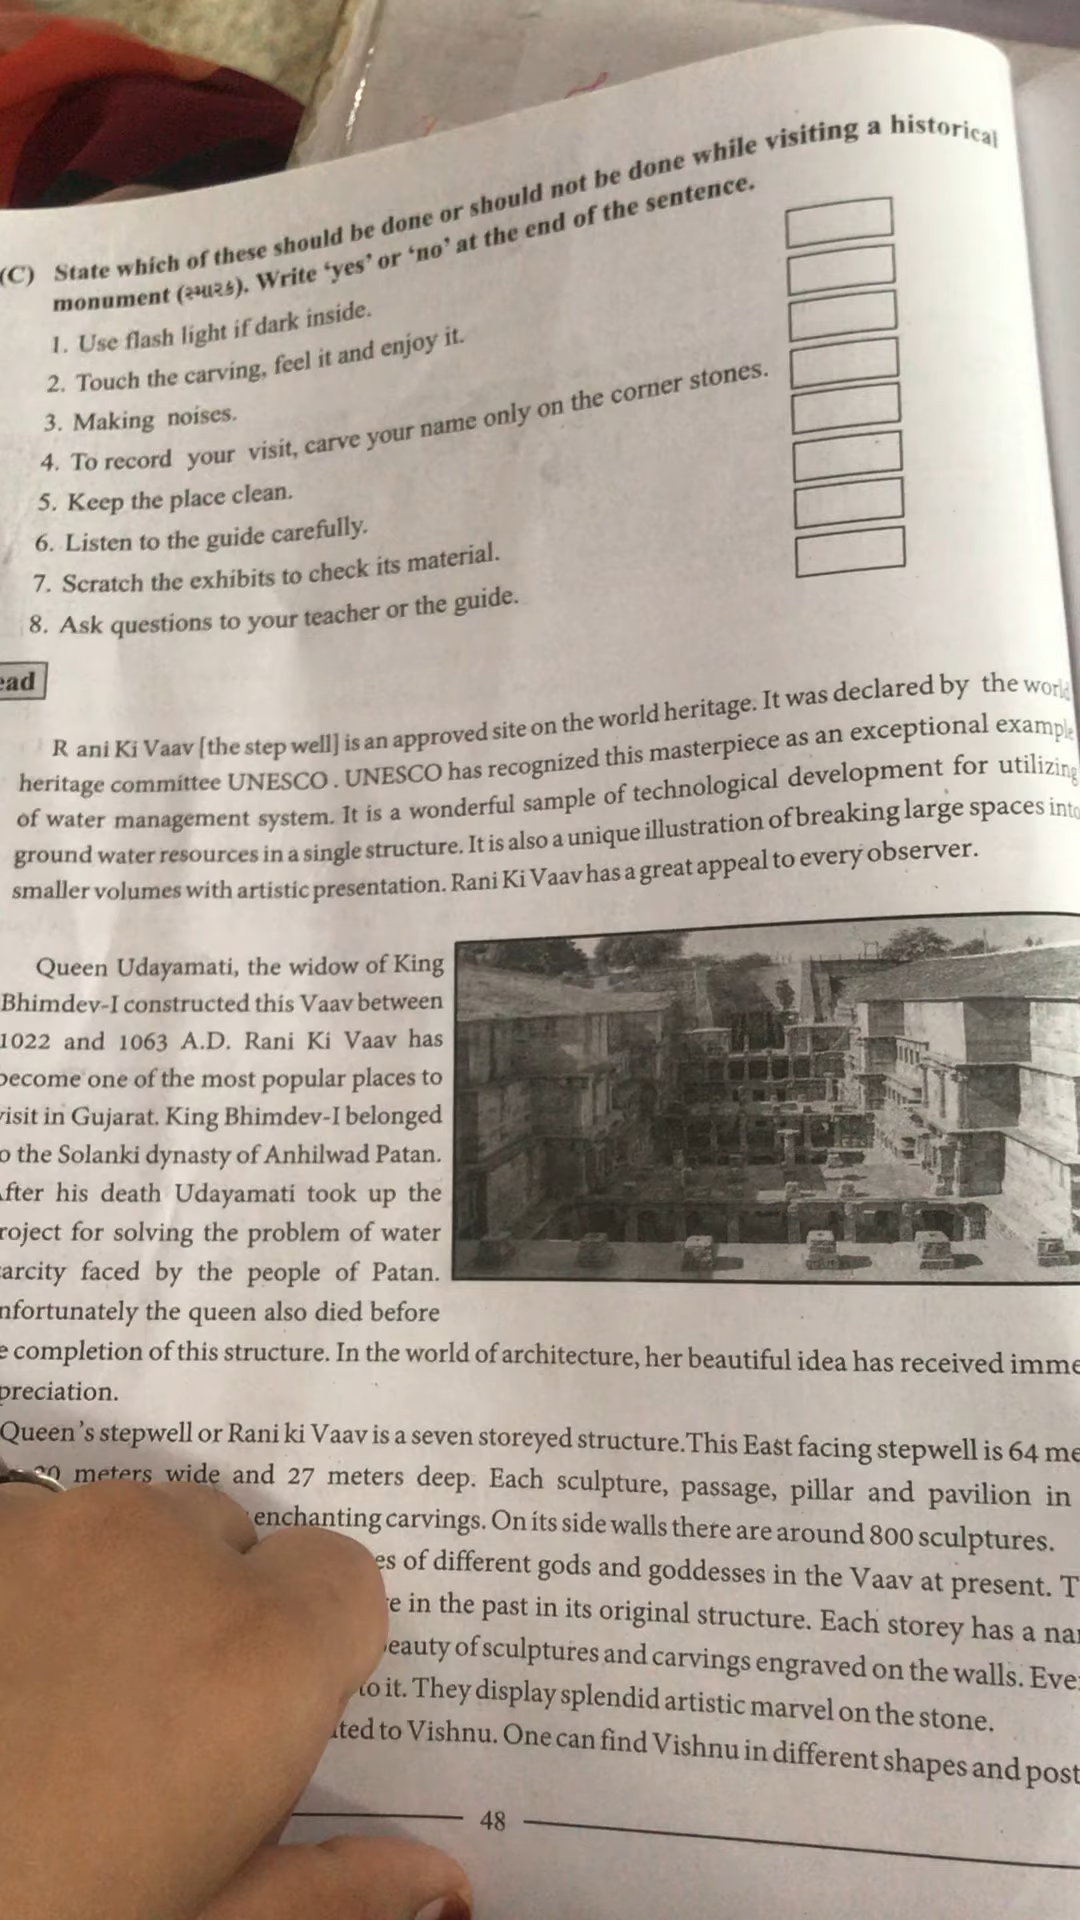 (C) State which of these should be done or should not be done while visiting a historical
monument (સ્મારક). Write ‘yes’ or ‘no’ at the end of the sentence.
1. Use flash light if dark inside.
2. Touch the carving, feel it and enjoy it.
3. Making noises.
4. To record your visit, carve your name only on the corner stones.
5. Keep the place clean.
6. Listen to the guide carefully.
7. Scratch the exhibits to check its material.
8. Ask questions to your teacher or the guide.
ead
R ani Ki Vaav [the step well] is an approved site on the world heritage. It was declared by the world
heritage committee UNESCO . UNESCO has recognized this masterpiece as an exceptional example
of water management system. It is a wonderful sample of technological development for utilizing
ground water resources in a single structure. It is also a unique illustration of breaking large spaces into
smaller volumes with artistic presentation. Rani Ki Vaav has a great appeal to every observer.
Queen Udayamati, the widow of King
Bhimdev-I constructed this Vaav between
1022 and 1063 A.D. Rani Ki Vaav has
become one of the most popular places to
visit in Gujarat. King Bhimdev-I belonged
o the Solanki dynasty of Anhilwad Patan.
After his death Udayamati took up the
roject for solving the problem of water
arcity faced by the people of Patan.
nfortunately the queen also died before
e completion of this structure. In the world of architecture, her beautiful idea has received imme
preciation.
Queen’s stepwell or Rani ki Vaav is a seven storeyed structure.This East facing stepwell is 64 me
20 meters wide and 27 meters deep. Each sculpture, passage, pillar and pavilion in
enchanting carvings. On its side walls there are around 800 sculptures.
es of different gods and goddesses in the Vaav at present. T
e in the past in its original structure. Each storey has a nar
eauty of sculptures and carvings engraved on the walls. Eve
to it. They display splendid artistic marvel on the stone.
ted to Vishnu. One can find Vishnu in different shapes and post
48